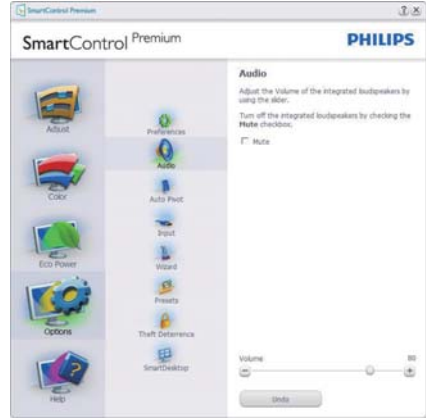 SmartControl Premium
SmartControl Premium
PHILIPS
Adjust
Color
Eco Power
Options
Help
Preferences
Audio
Auto Pivot
Input
Wizard
Presets
Theft Deterrence
SmartDesktop
Audio
Adjust the Volume of the integrated loudspeakers by
using the slider.
Turn off the integrated loudspeakers by checking the
Mute checkbox.
Mute
Volume
80
Undo